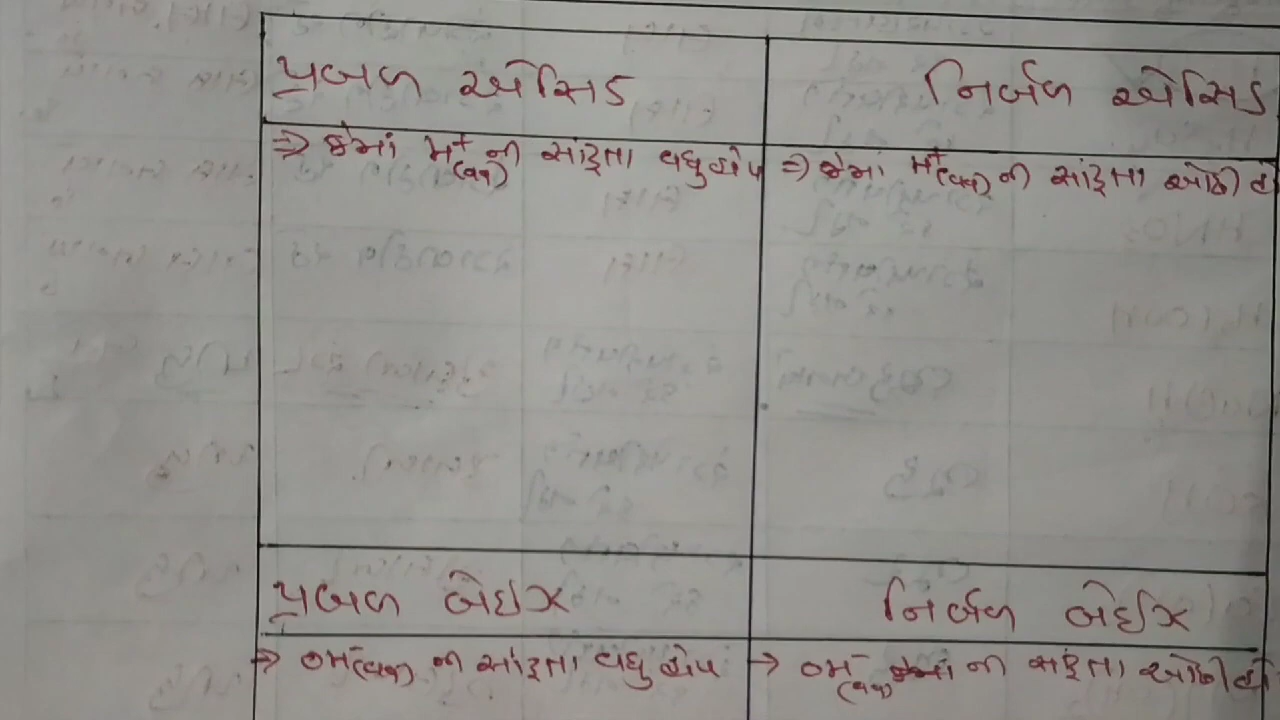 પ્રબળ એસિડ
નિર્બળ એસિડ
⇒ જેમાં H⁺(aq) ની સાંદ્રતા વધુ હોય
⇒ જેમાં H⁺(aq) ની સાંદ્રતા ઓછી હો
પ્રબળ બેઇઝ
નિર્બળ બેઈઝ
→ OH⁻(aq) ની સાંદ્રતા વધુ હોય
→ OH⁻(aq) ની સાંદ્રતા ઓછી હો